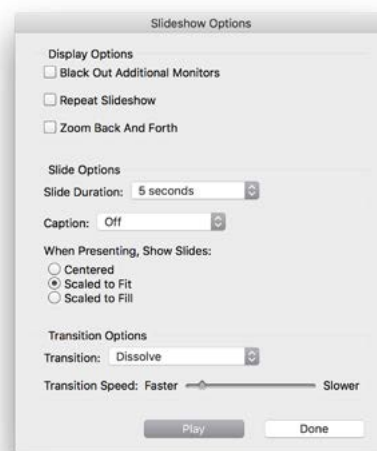 Slideshow Options
Display Options
Black Out Additional Monitors
Repeat Slideshow
Zoom Back And Forth
Slide Options
Slide Duration: 5 seconds
Caption: Off
When Presenting, Show Slides:
Centered
Scaled to Fit
Scaled to Fill
Transition Options
Transition: Dissolve
Transition Speed: Faster Slower
Play Done